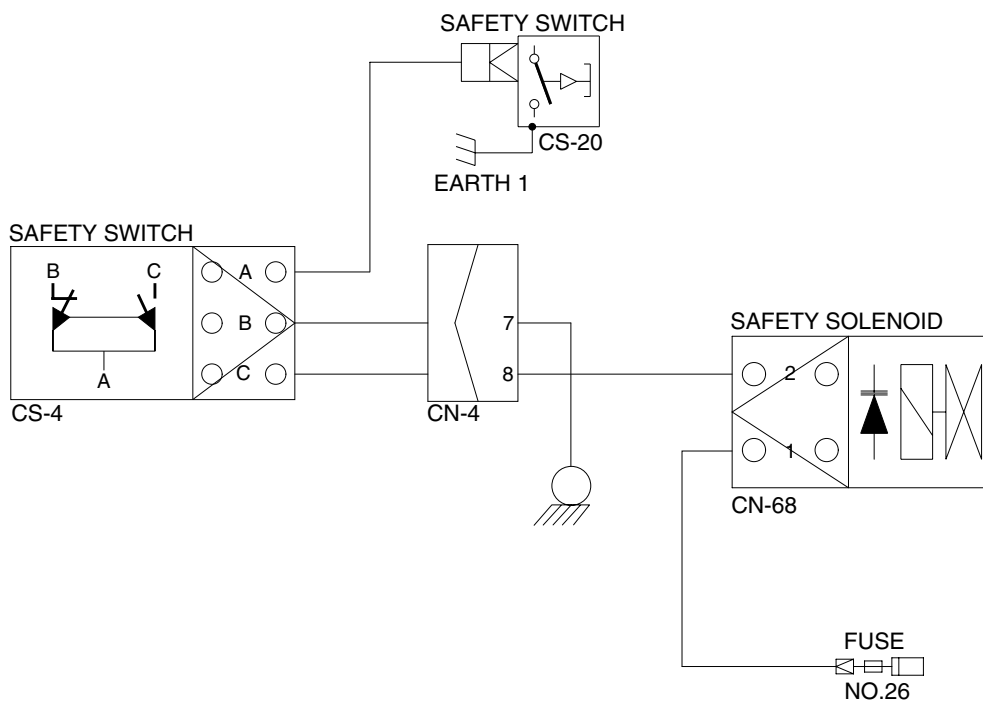 SAFETY SWITCH
CS-20
EARTH 1
SAFETY SWITCH
B C
A
A
B
C
CS-4
7
8
CN-4
SAFETY SOLENOID
2
1
CN-68
FUSE
NO.26